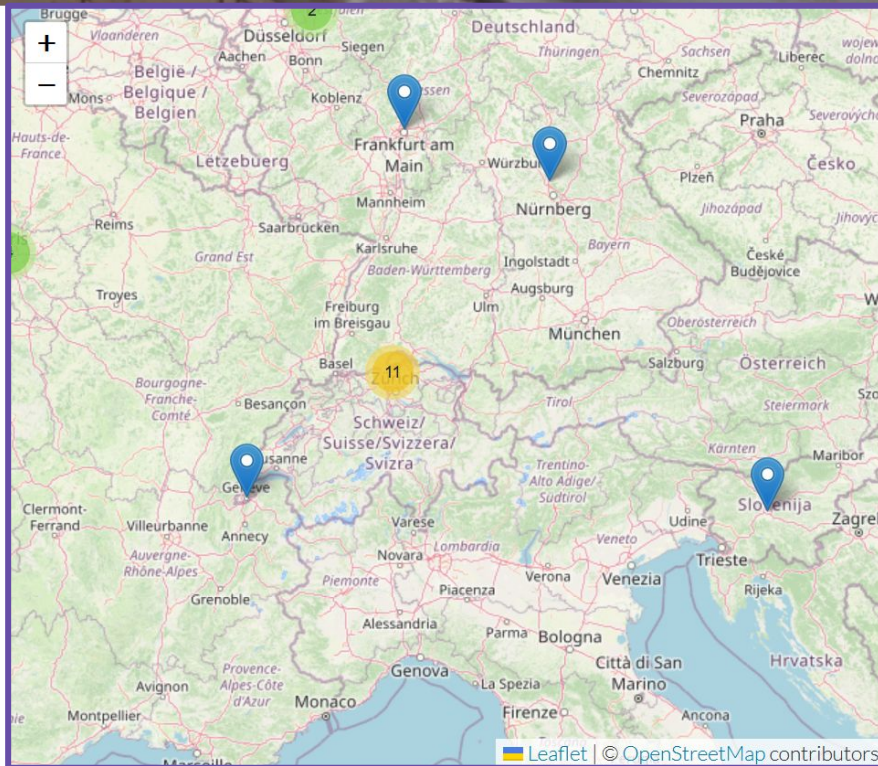 Brugge
2
Düsseldorf
Deutschland
+
Vlaanderen
Siegen
Aachen
Bonn
Thüringen
Sachsen
Liberec
België /
Belgique /
Belgien
Chemnitz
−
Mons
Koblenz
Severozápad
Praha
Hauts-de-
France
Lëtzebuerg
Frankfurt am
Main
Plzeň
Česko
Mannheim
Nürnberg
Jihozápad
Reims
Saarbrücken
Karlsruhe
Bayern
Grand Est
Baden-Württemberg
Ingolstadt
České
Budějovice
Troyes
Augsburg
Freiburg
im Breisgau
Ulm
München
Oberösterreich
Basel
11
Zürich
Salzburg
Österreich
Bourgogne-
Franche-
Comté
Besançon
Tirol
Steiermark
Schweiz/
Suisse/Svizzera/
Svizra
Kärnten
Maribor
Genève
Trentino-
Alto Adige/
Südtirol
Slovenija
Clermont-
Ferrand
Villeurbanne
Annecy
Varese
Udine
Auvergne-
Rhône-Alpes
Novara
Lombardia
Veneto
Trieste
Grenoble
Piemonte
Piacenza
Verona
Venezia
Rijeka
Alessandria
Parma
Bologna
Provence-
Alpes-Côte
d'Azur
Genova
Città di San
Marino
Hrvatska
Avignon
La Spezia
Montpellier
Monaco
Firenze
Ancona
Marseille
Leaflet | © OpenStreetMap contributors